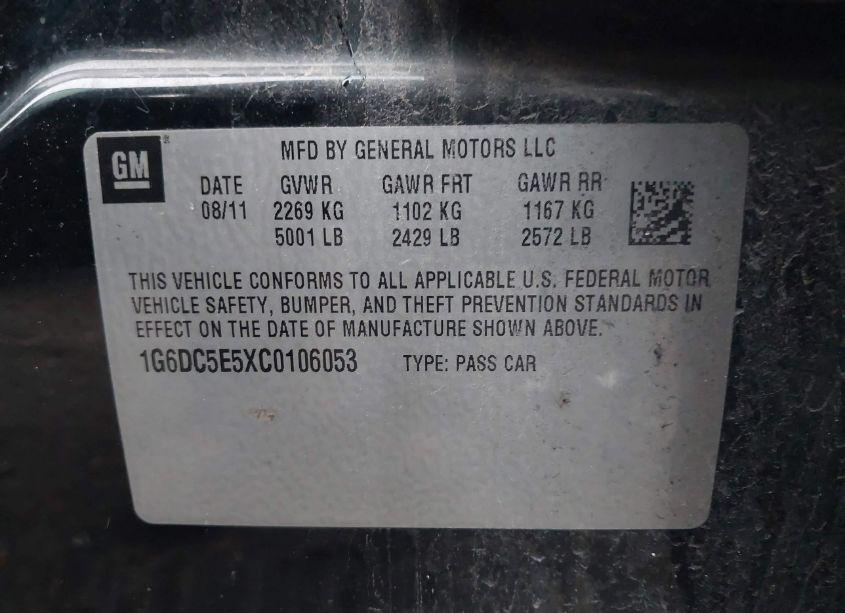 GM®
MFD BY GENERAL MOTORS LLC
DATE GVWR GAWR FRT GAWR RR
08/11 2269 KG 1102 KG 1167 KG
5001 LB 2429 LB 2572 LB
THIS VEHICLE CONFORMS TO ALL APPLICABLE U.S. FEDERAL MOTOR
VEHICLE SAFETY, BUMPER, AND THEFT PREVENTION STANDARDS IN
EFFECT ON THE DATE OF MANUFACTURE SHOWN ABOVE.
1G6DC5E5XC0106053 TYPE: PASS CAR